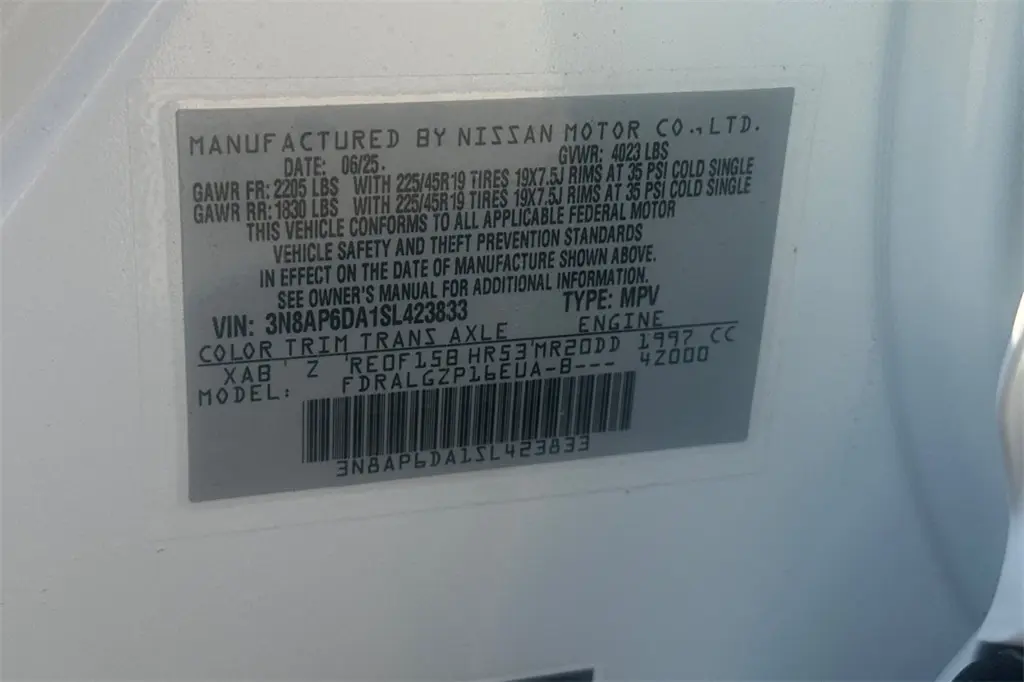 MANUFACTURED BY NISSAN MOTOR CO., LTD.
DATE: 06/25. GVWR: 4023 LBS
GAWR FR: 2205 LBS WITH 225/45R19 TIRES 19X7.5J RIMS AT 35 PSI COLD SINGLE
GAWR RR: 1830 LBS WITH 225/45R19 TIRES 19X7.5J RIMS AT 35 PSI COLD SINGLE
THIS VEHICLE CONFORMS TO ALL APPLICABLE FEDERAL MOTOR
VEHICLE SAFETY AND THEFT PREVENTION STANDARDS
IN EFFECT ON THE DATE OF MANUFACTURE SHOWN ABOVE.
SEE OWNER'S MANUAL FOR ADDITIONAL INFORMATION.
VIN: 3N8AP6DA1SL423833 TYPE: MPV
COLOR TRIM TRANS AXLE ENGINE
XAB Z RE0F15B HR53 MR20DD 1997 CC
MODEL: FDRALGZP16EUA-B--- 4Z000
3N8AP6DA1SL423833